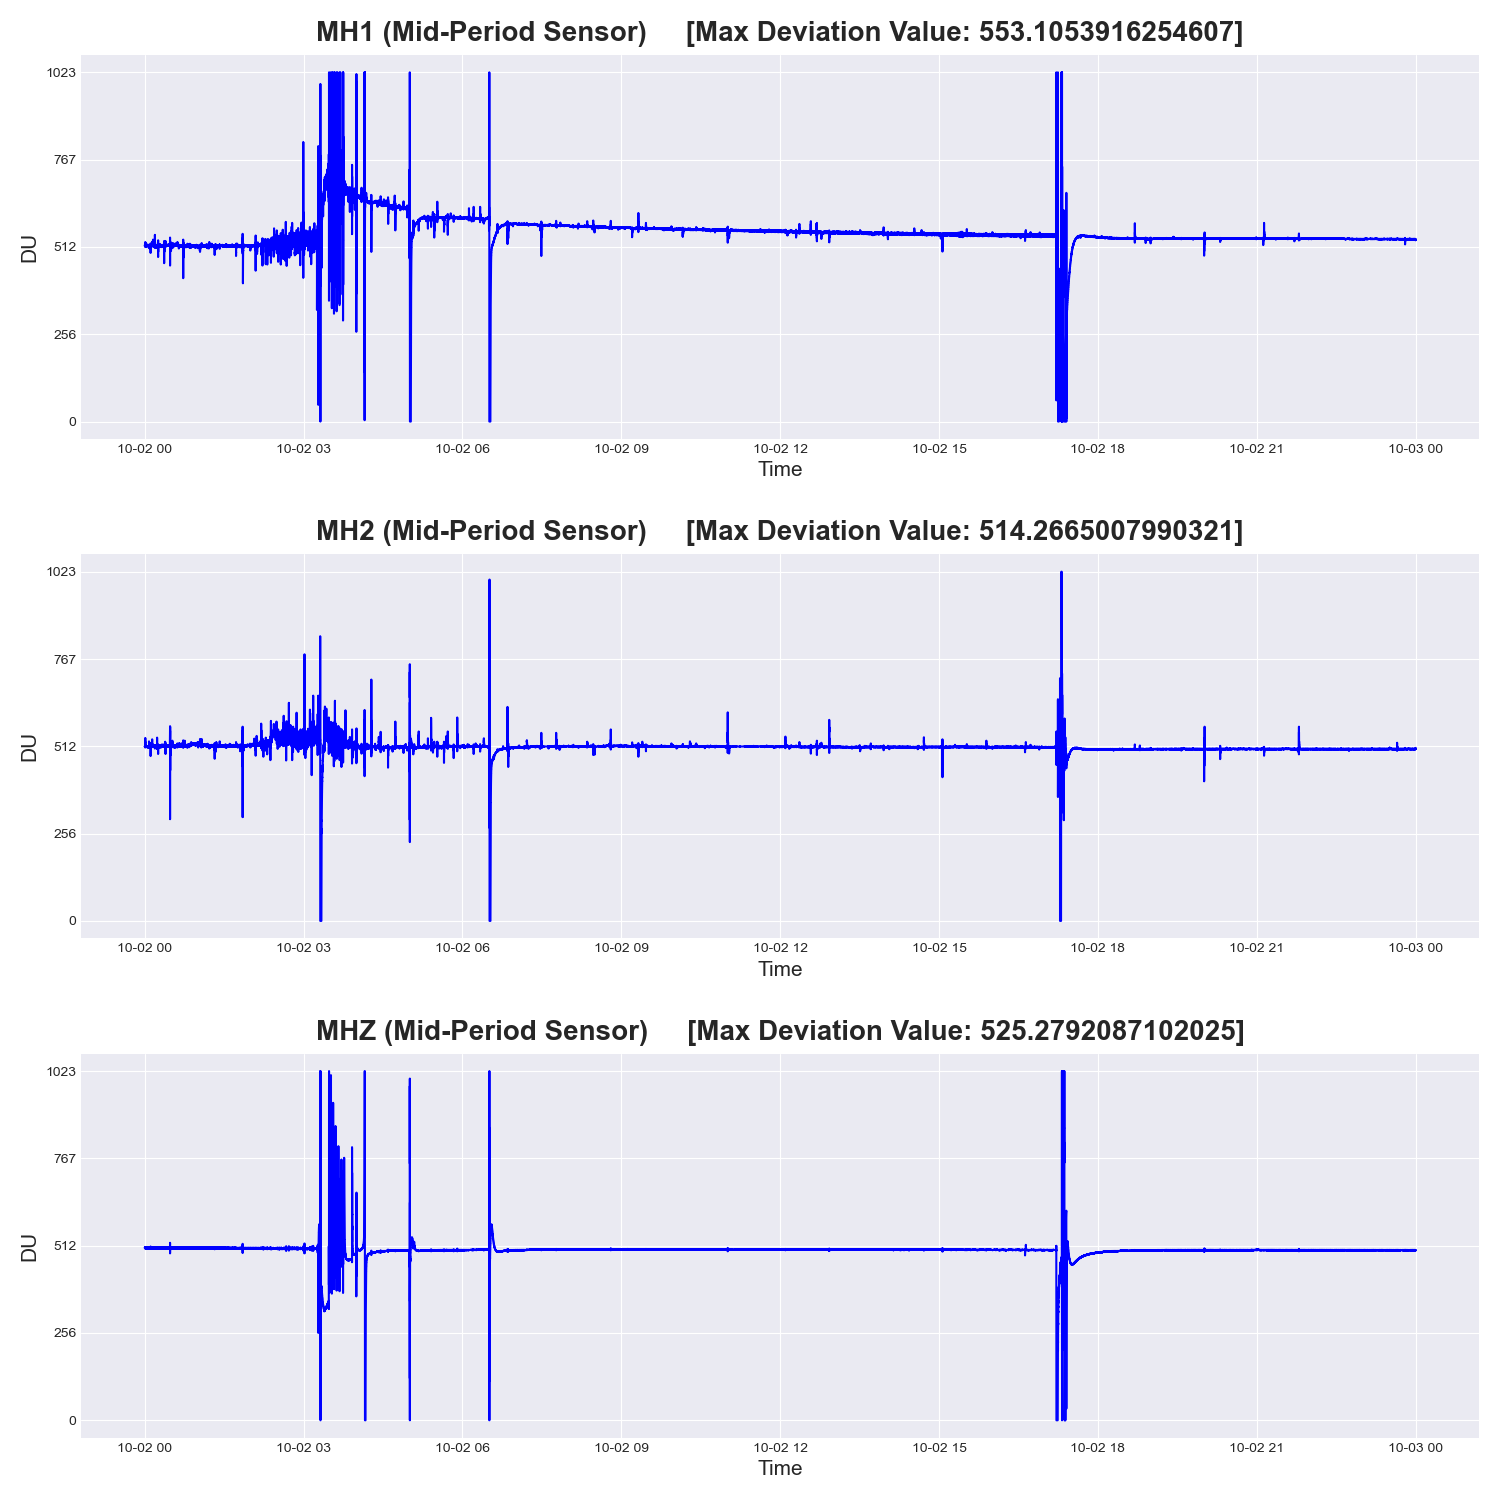 MH1 (Mid-Period Sensor) [Max Deviation Value: 553.1053916254607]
1023
767
512
256
0
DU
10-02 00 10-02 03 10-02 06 10-02 09 10-02 12 10-02 15 10-02 18 10-02 21 10-03 00
Time
MH2 (Mid-Period Sensor) [Max Deviation Value: 514.2665007990321]
1023
767
512
256
0
DU
10-02 00 10-02 03 10-02 06 10-02 09 10-02 12 10-02 15 10-02 18 10-02 21 10-03 00
Time
MHZ (Mid-Period Sensor) [Max Deviation Value: 525.2792087102025]
1023
767
512
256
0
DU
10-02 00 10-02 03 10-02 06 10-02 09 10-02 12 10-02 15 10-02 18 10-02 21 10-03 00
Time